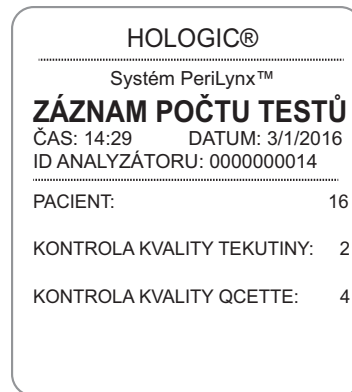 HOLOGIC®
Systém PeriLynx™
ZÁZNAM POČTU TESTŮ
ČAS: 14:29 DATUM: 3/1/2016
ID ANALYZÁTORU: 0000000014
PACIENT: 16
KONTROLA KVALITY TEKUTINY: 2
KONTROLA KVALITY QCETTE: 4